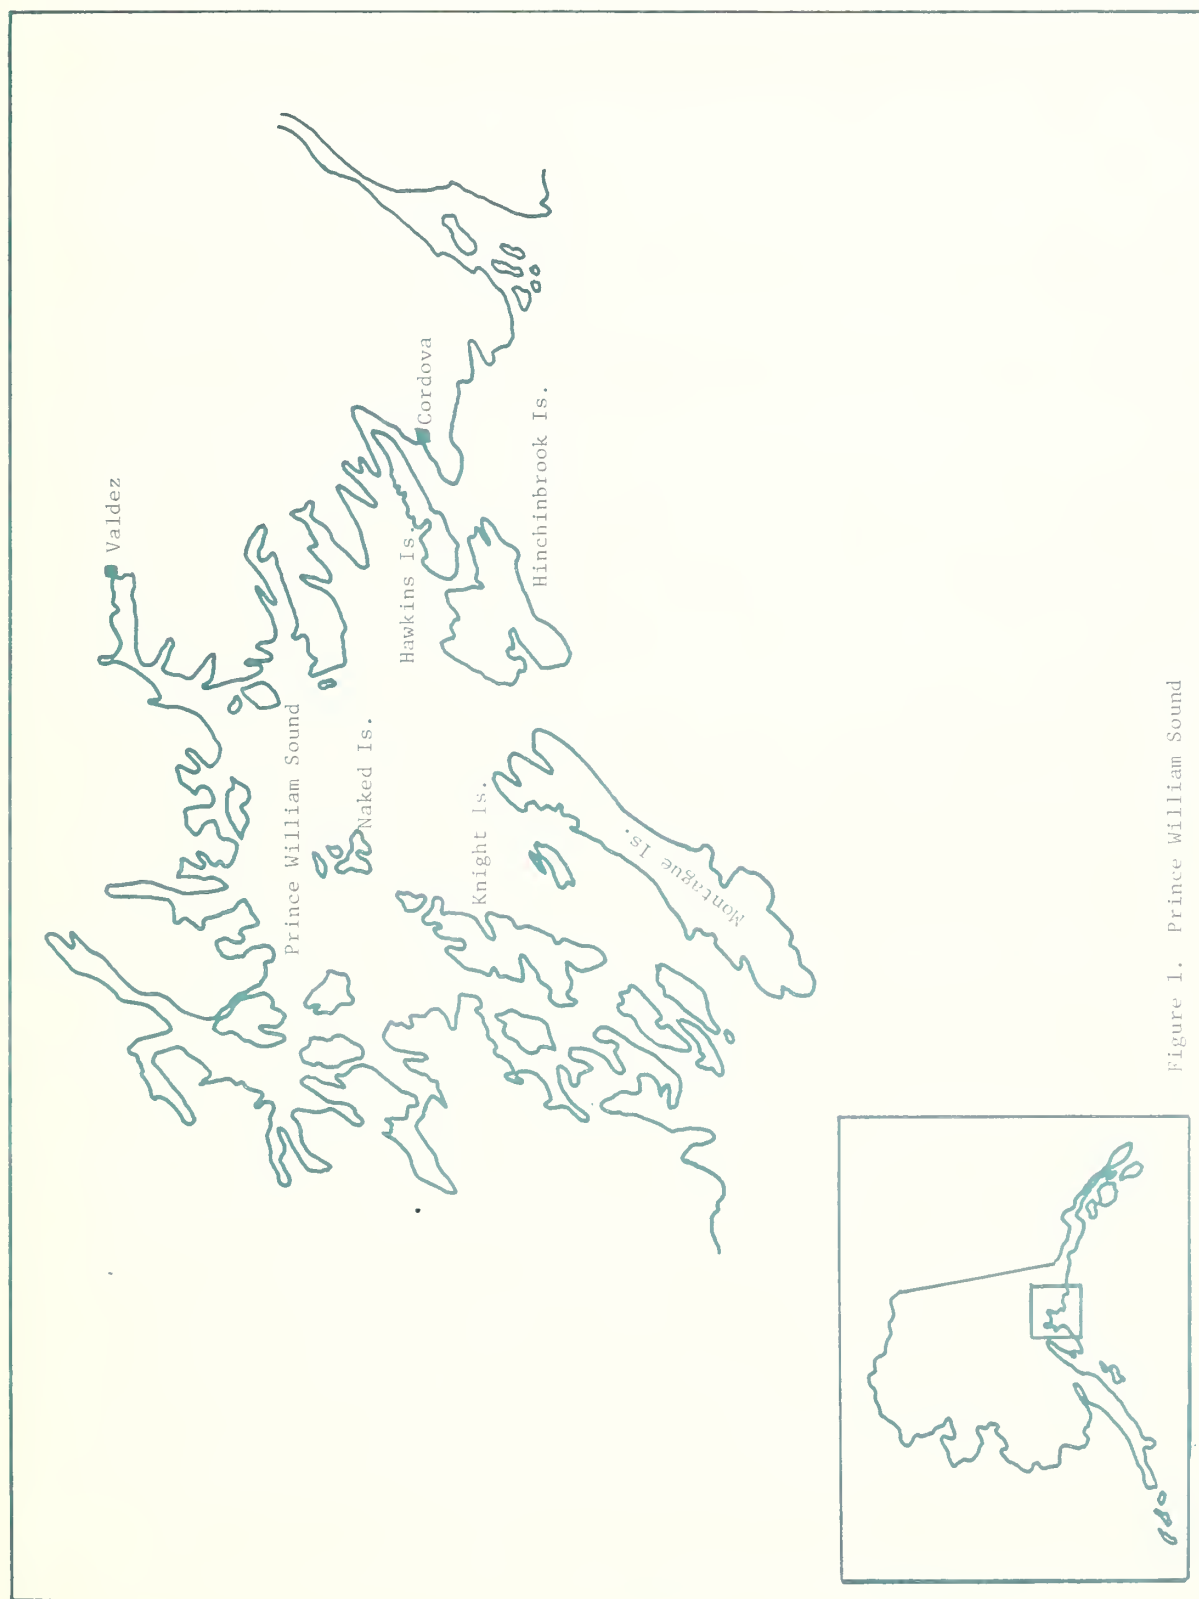 Valdez
Cordova
Prince William Sound
Naked Is.
Hawkins Is.
Hinchinbrook Is.
Knight Is.
Montague Is.
Figure 1. Prince William Sound